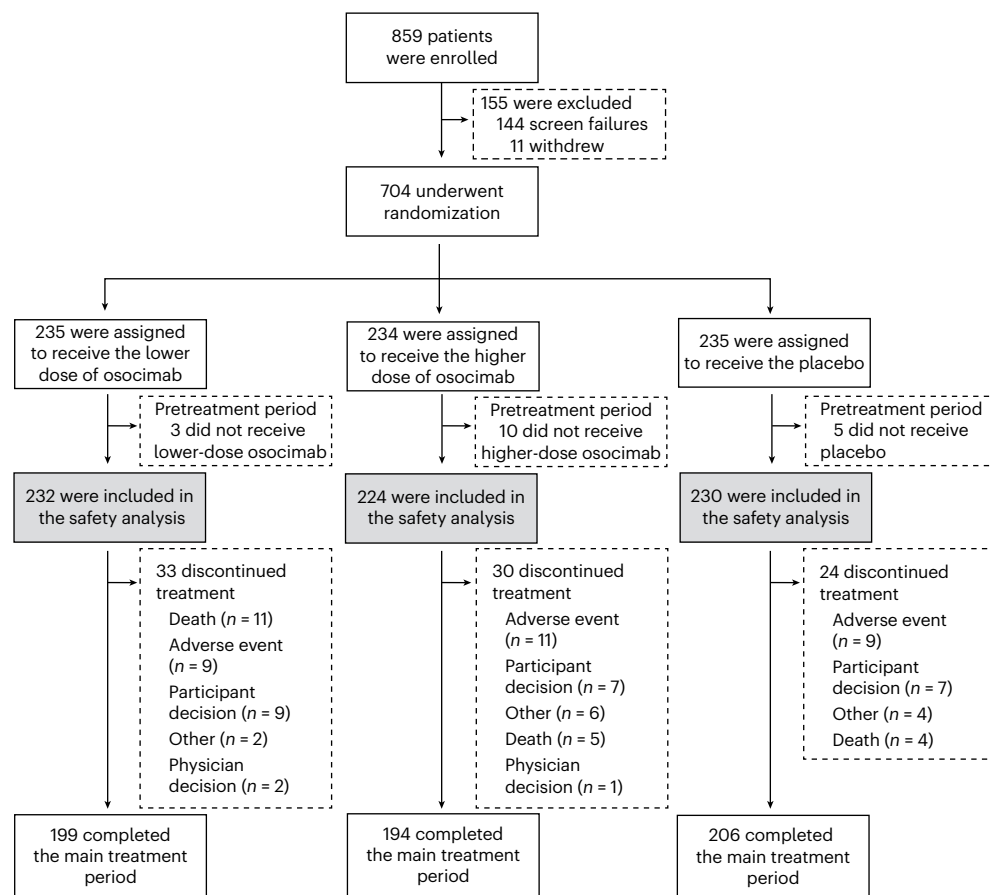 859 patients
were enrolled
155 were excluded
144 screen failures
11 withdrew
704 underwent
randomization
235 were assigned
to receive the lower
dose of osocimab
234 were assigned
to receive the higher
dose of osocimab
235 were assigned
to receive the placebo
Pretreatment period
3 did not receive
lower-dose osocimab
Pretreatment period
10 did not receive
higher-dose osocimab
Pretreatment period
5 did not receive
placebo
232 were included in
the safety analysis
224 were included in
the safety analysis
230 were included in
the safety analysis
33 discontinued
treatment
Death (n = 11)
Adverse event
(n = 9)
Participant
decision (n = 9)
Other (n = 2)
Physician
decision (n = 2)
30 discontinued
treatment
Adverse event
(n = 11)
Participant
decision (n = 7)
Other (n = 6)
Death (n = 5)
Physician
decision (n = 1)
24 discontinued
treatment
Adverse event
(n = 9)
Participant
decision (n = 7)
Other (n = 4)
Death (n = 4)
199 completed
the main treatment
period
194 completed
the main treatment
period
206 completed
the main treatment
period